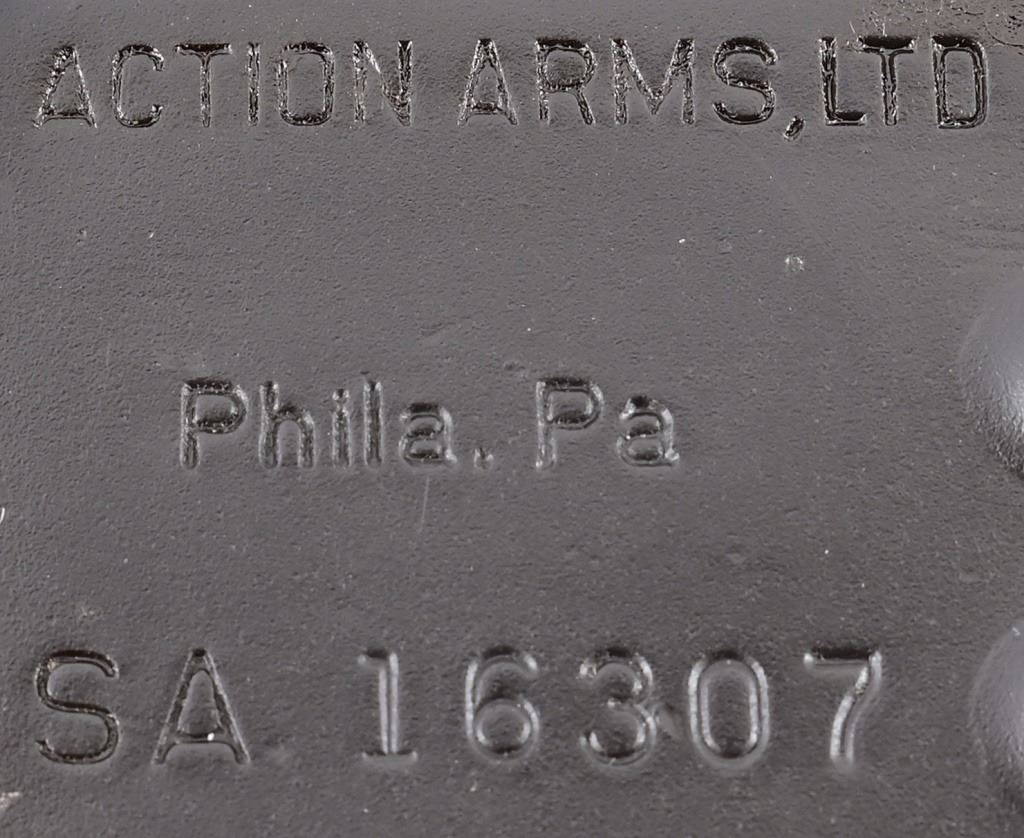 ACTION ARMS,LTD
Phila. Pa
SA 16307